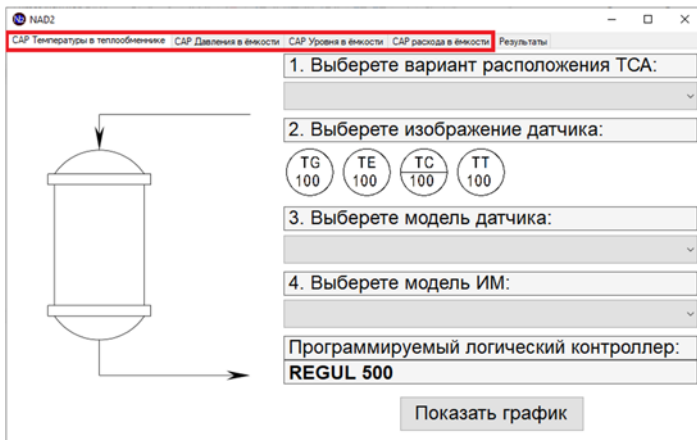 NAD2
САР Температуры в теплообменнике САР Давления в ёмкости САР Уровня в ёмкости САР расхода в ёмкости Результаты
1. Выберете вариант расположения ТСА:
2. Выберете изображение датчика:
TG TE TC TT
100 100 100 100
3. Выберете модель датчика:
4. Выберете модель ИМ:
Программируемый логический контроллер:
REGUL 500
Показать график